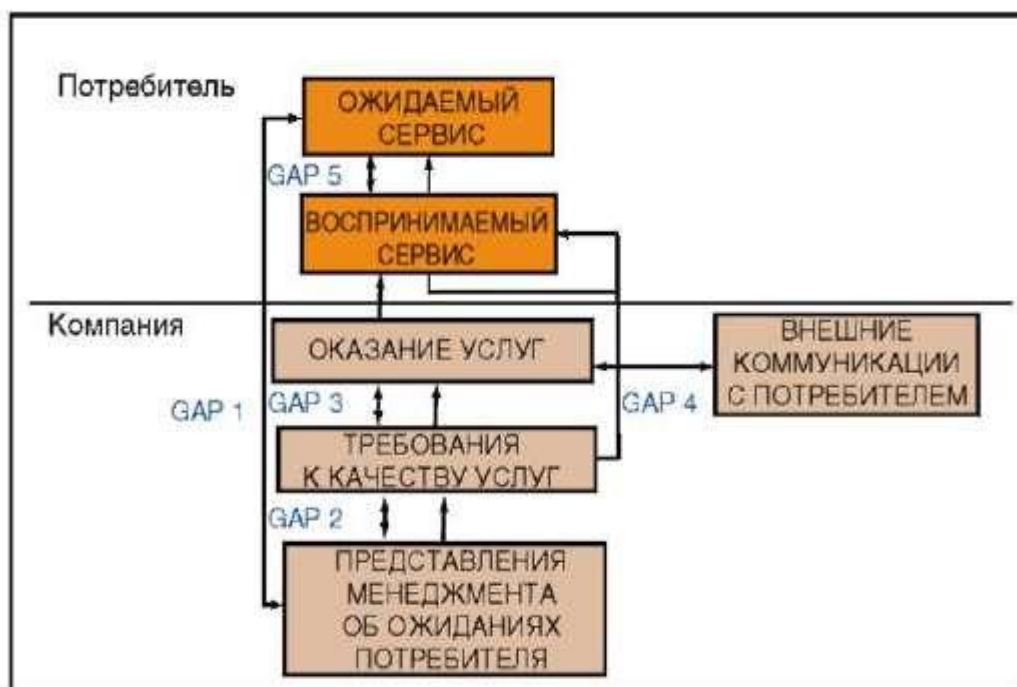 Потребитель
ОЖИДАЕМЫЙ
СЕРВИС
GAP 5
ВОСПРИНИМАЕМЫЙ
СЕРВИС
Компания
ОКАЗАНИЕ УСЛУГ
ВНЕШНИЕ
КОММУНИКАЦИИ
С ПОТРЕБИТЕЛЕМ
GAP 1
GAP 3
GAP 4
ТРЕБОВАНИЯ
К КАЧЕСТВУ УСЛУГ
GAP 2
ПРЕДСТАВЛЕНИЯ
МЕНЕДЖМЕНТА
ОБ ОЖИДАНИЯХ
ПОТРЕБИТЕЛЯ